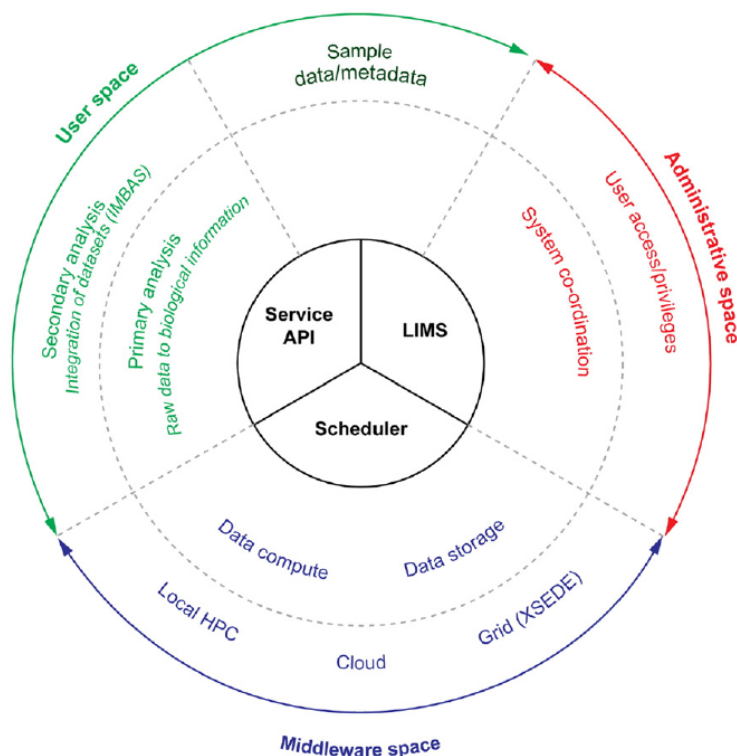 Sample
data/metadata
User space
Secondary analysis
Integration of datasets (iMBAS)
Primary analysis
Raw data to biological information
Administrative space
User access/privileges
System co-ordination
Service
API
LIMS
Scheduler
Data compute
Data storage
Local HPC
Cloud
Grid (XSEDE)
Middleware space